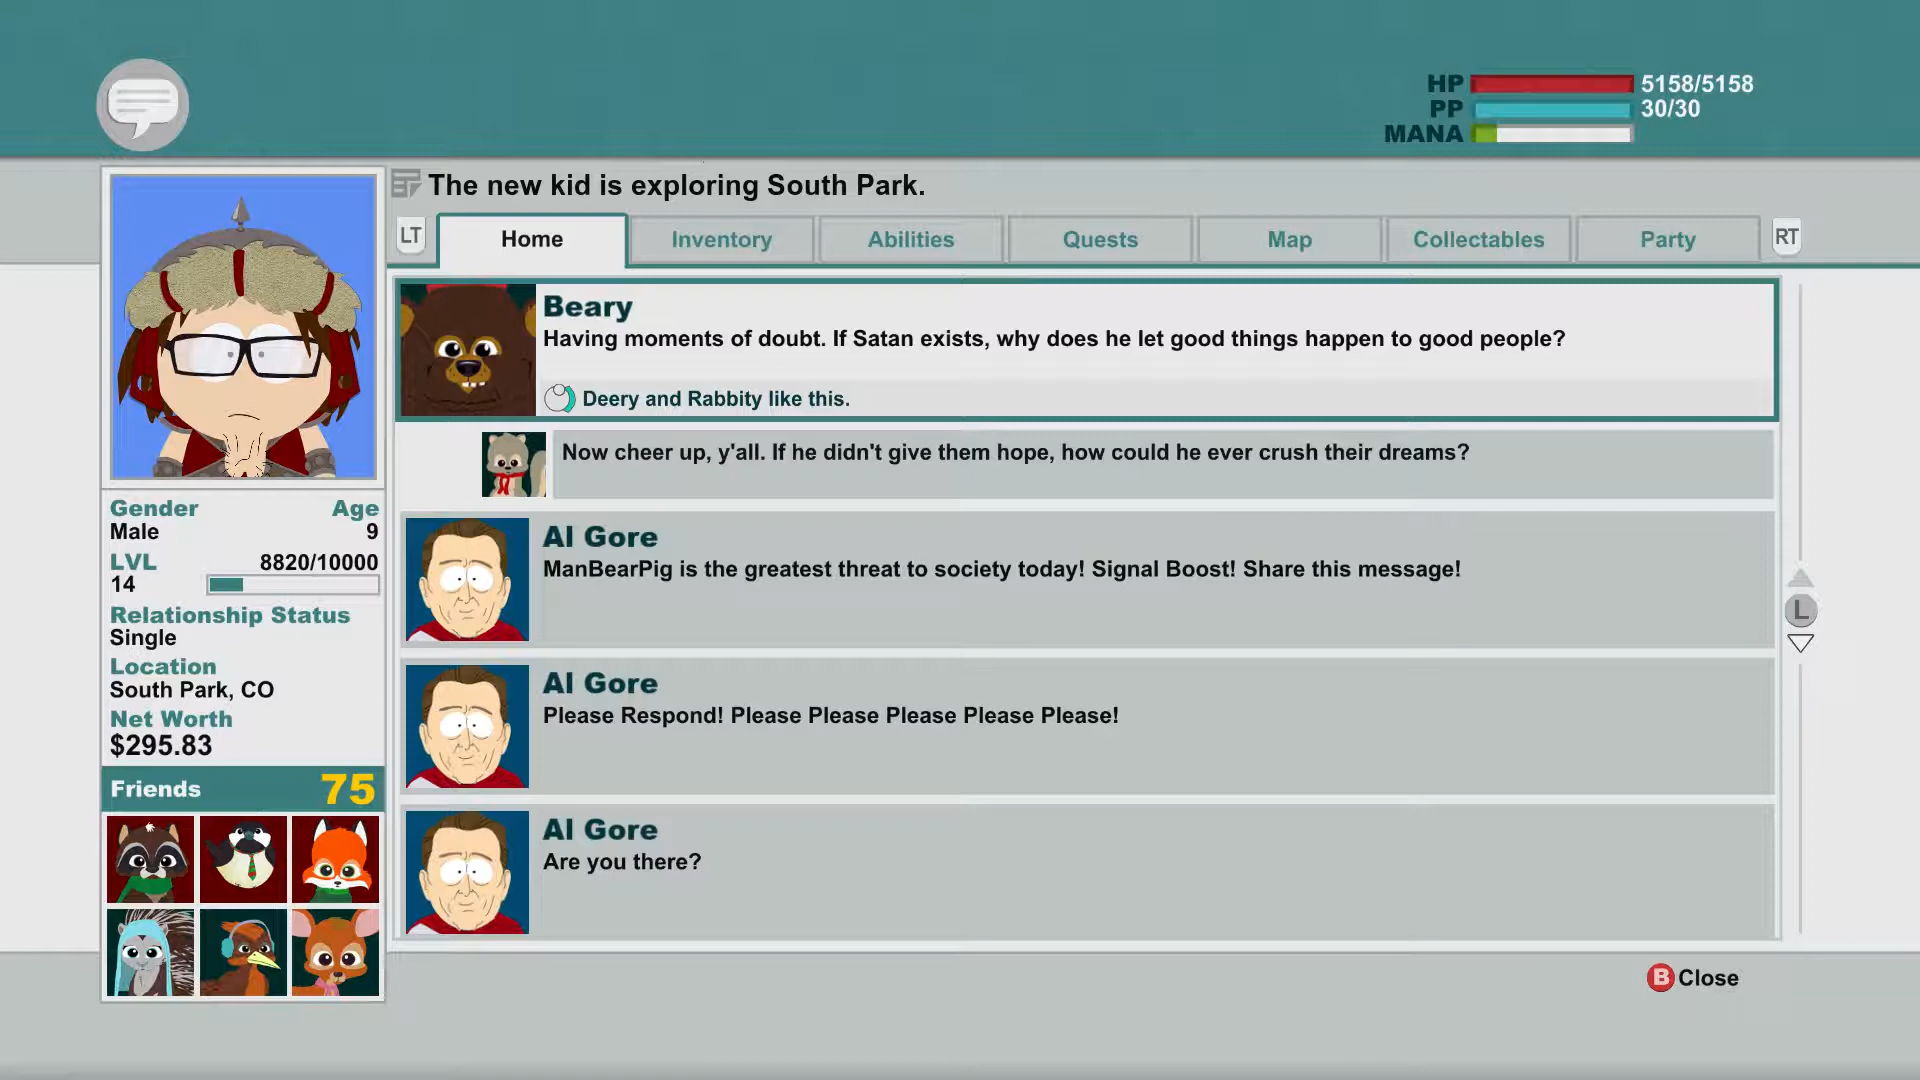 HP 5158/5158
PP 30/30
MANA
The new kid is exploring South Park.
LT Home Inventory Abilities Quests Map Collectables Party RT
Beary
Having moments of doubt. If Satan exists, why does he let good things happen to good people?
Deery and Rabbity like this.
Now cheer up, y'all. If he didn't give them hope, how could he ever crush their dreams?
Al Gore
ManBearPig is the greatest threat to society today! Signal Boost! Share this message!
Al Gore
Please Respond! Please Please Please Please Please!
Al Gore
Are you there?
L
Gender Age
Male 9
LVL 8820/10000
14
Relationship Status
Single
Location
South Park, CO
Net Worth
$295.83
Friends 75
B Close